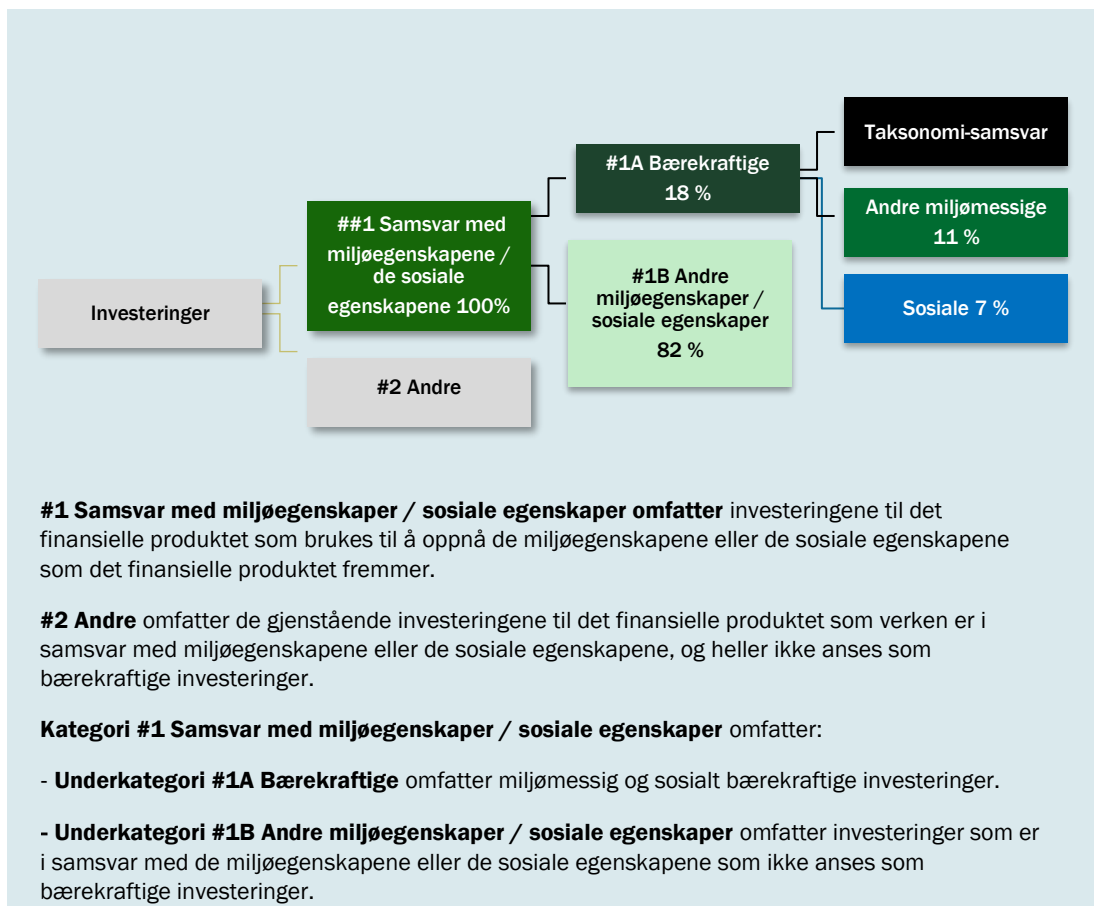 Investeringer
##1 Samsvar med
miljøegenskapene /
de sosiale
egenskapene 100%
#2 Andre
#1A Bærekraftige
18 %
#1B Andre
miljøegenskaper /
sosiale egenskaper
82 %
Taksonomi-samsvar
Andre miljømessige
11 %
Sosiale 7 %
#1 Samsvar med miljøegenskaper / sosiale egenskaper omfatter investeringene til det
finansielle produktet som brukes til å oppnå de miljøegenskapene eller de sosiale egenskapene
som det finansielle produktet fremmer.
#2 Andre omfatter de gjenstående investeringene til det finansielle produktet som verken er i
samsvar med miljøegenskapene eller de sosiale egenskapene, og heller ikke anses som
bærekraftige investeringer.
Kategori #1 Samsvar med miljøegenskaper / sosiale egenskaper omfatter:
- Underkategori #1A Bærekraftige omfatter miljømessig og sosialt bærekraftige investeringer.
- Underkategori #1B Andre miljøegenskaper / sosiale egenskaper omfatter investeringer som er
i samsvar med de miljøegenskapene eller de sosiale egenskapene som ikke anses som
bærekraftige investeringer.